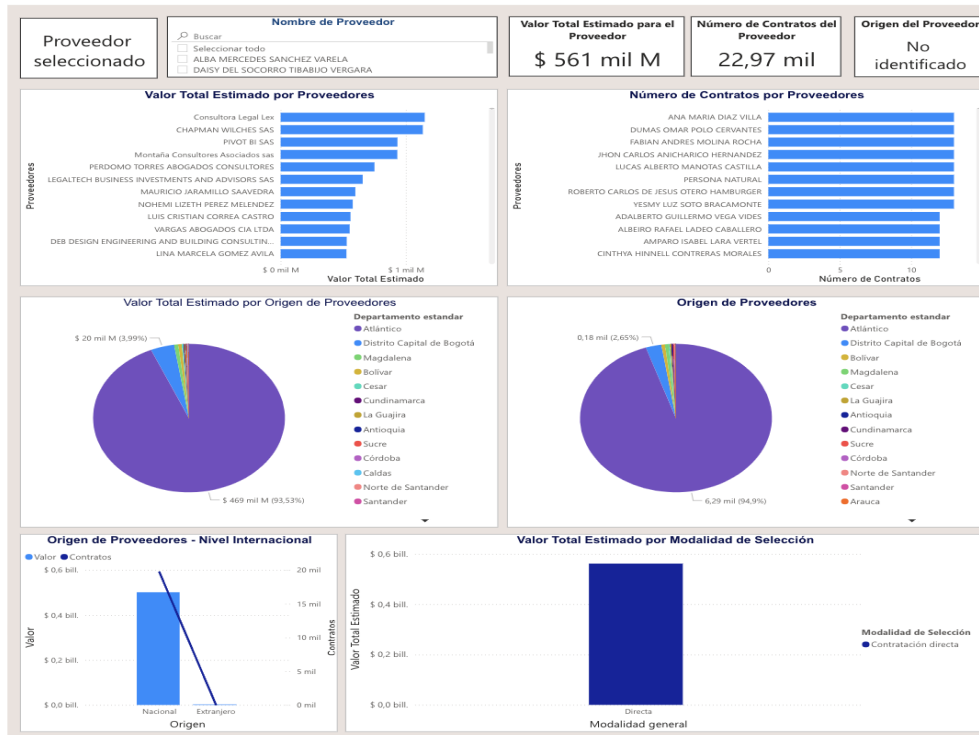 Proveedor
seleccionado
Nombre de Proveedor
Buscar
Seleccionar todo
ALBA MERCEDES SANCHEZ VARELA
DAISY DEL SOCORRO TIBABIJO VERGARA
Valor Total Estimado para el
Proveedor
$ 561 mil M
Número de Contratos del
Proveedor
22,97 mil
Origen del Proveedor
No
identificado
Valor Total Estimado por Proveedores
Proveedores
Consultora Legal Lex
CHAPMAN WILCHES SAS
PIVOT BI SAS
Montaña Consultores Asociados sas
PERDOMO TORRES ABOGADOS CONSULTORES
LEGALTECH BUSINESS INVESTMENTS AND ADVISORS SAS
MAURICIO JARAMILLO SAAVEDRA
NOHEMI LIZETH PEREZ MELENDEZ
LUIS CRISTIAN CORREA CASTRO
VARGAS ABOGADOS CIA LTDA
DEB DESIGN ENGINEERING AND BUILDING CONSULTIN...
LINA MARCELA GOMEZ AVILA
$ 0 mil M $ 1 mil M
Valor Total Estimado
Número de Contratos por Proveedores
Proveedores
ANA MARIA DIAZ VILLA
DUMAS OMAR POLO CERVANTES
FABIAN ANDRES MOLINA ROCHA
JHON CARLOS ANICHARICO HERNANDEZ
LUCAS ALBERTO MANOTAS CASTILLA
PERSONA NATURAL
ROBERTO CARLOS DE JESUS OTERO HAMBURGER
YESMY LUZ SOTO BRACAMONTE
ADALBERTO GUILLERMO VEGA VIDES
ALBEIRO RAFAEL LADEO CABALLERO
AMPARO ISABEL LARA VERTEL
CINTHYA HINNELL CONTRERAS MORALES
0 5 10
Número de Contratos
Valor Total Estimado por Origen de Proveedores
$ 20 mil M (3,99%)
$ 469 mil M (93,53%)
Departamento estandar
Atlántico
Distrito Capital de Bogotá
Magdalena
Bolívar
Cesar
Cundinamarca
La Guajira
Antioquia
Sucre
Córdoba
Caldas
Norte de Santander
Santander
Origen de Proveedores
0,18 mil (2,65%)
6,29 mil (94,9%)
Departamento estandar
Atlántico
Distrito Capital de Bogotá
Bolívar
Magdalena
Cesar
La Guajira
Antioquia
Cundinamarca
Sucre
Córdoba
Norte de Santander
Santander
Arauca
Origen de Proveedores - Nivel Internacional
Valor Contratos
Valor
$ 0,6 bill.
$ 0,4 bill.
$ 0,2 bill.
$ 0,0 bill.
20 mil
15 mil
10 mil
5 mil
0 mil
Contratos
Nacional Extranjero
Origen
Valor Total Estimado por Modalidad de Selección
Valor Total Estimado
$ 0,6 bill.
$ 0,4 bill.
$ 0,2 bill.
$ 0,0 bill.
Directa
Modalidad general
Modalidad de Selección
Contratación directa